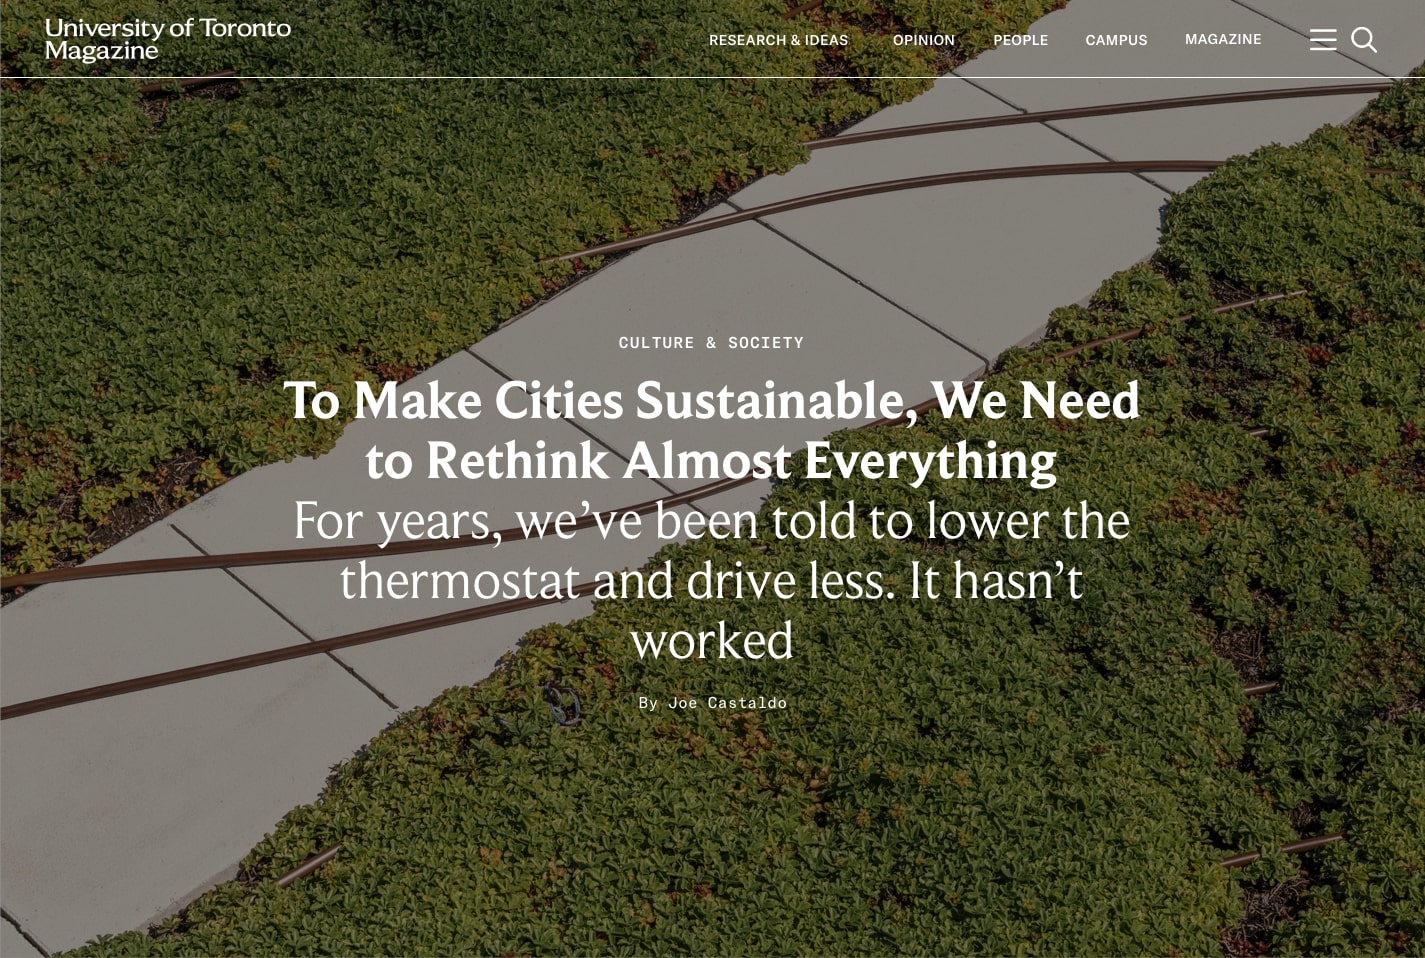 University of Toronto
Magazine
RESEARCH & IDEAS
OPINION
PEOPLE
CAMPUS
MAGAZINE
CULTURE & SOCIETY
To Make Cities Sustainable, We Need
to Rethink Almost Everything
For years, we’ve been told to lower the
thermostat and drive less. It hasn’t
worked
By Joe Castaldo